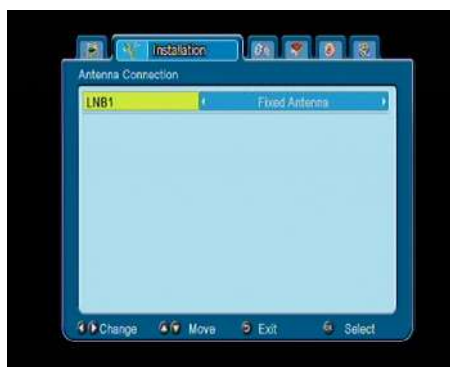 Installation
Antenna Connection
LNB1 Fixed Antenna
Change Move Exit Select